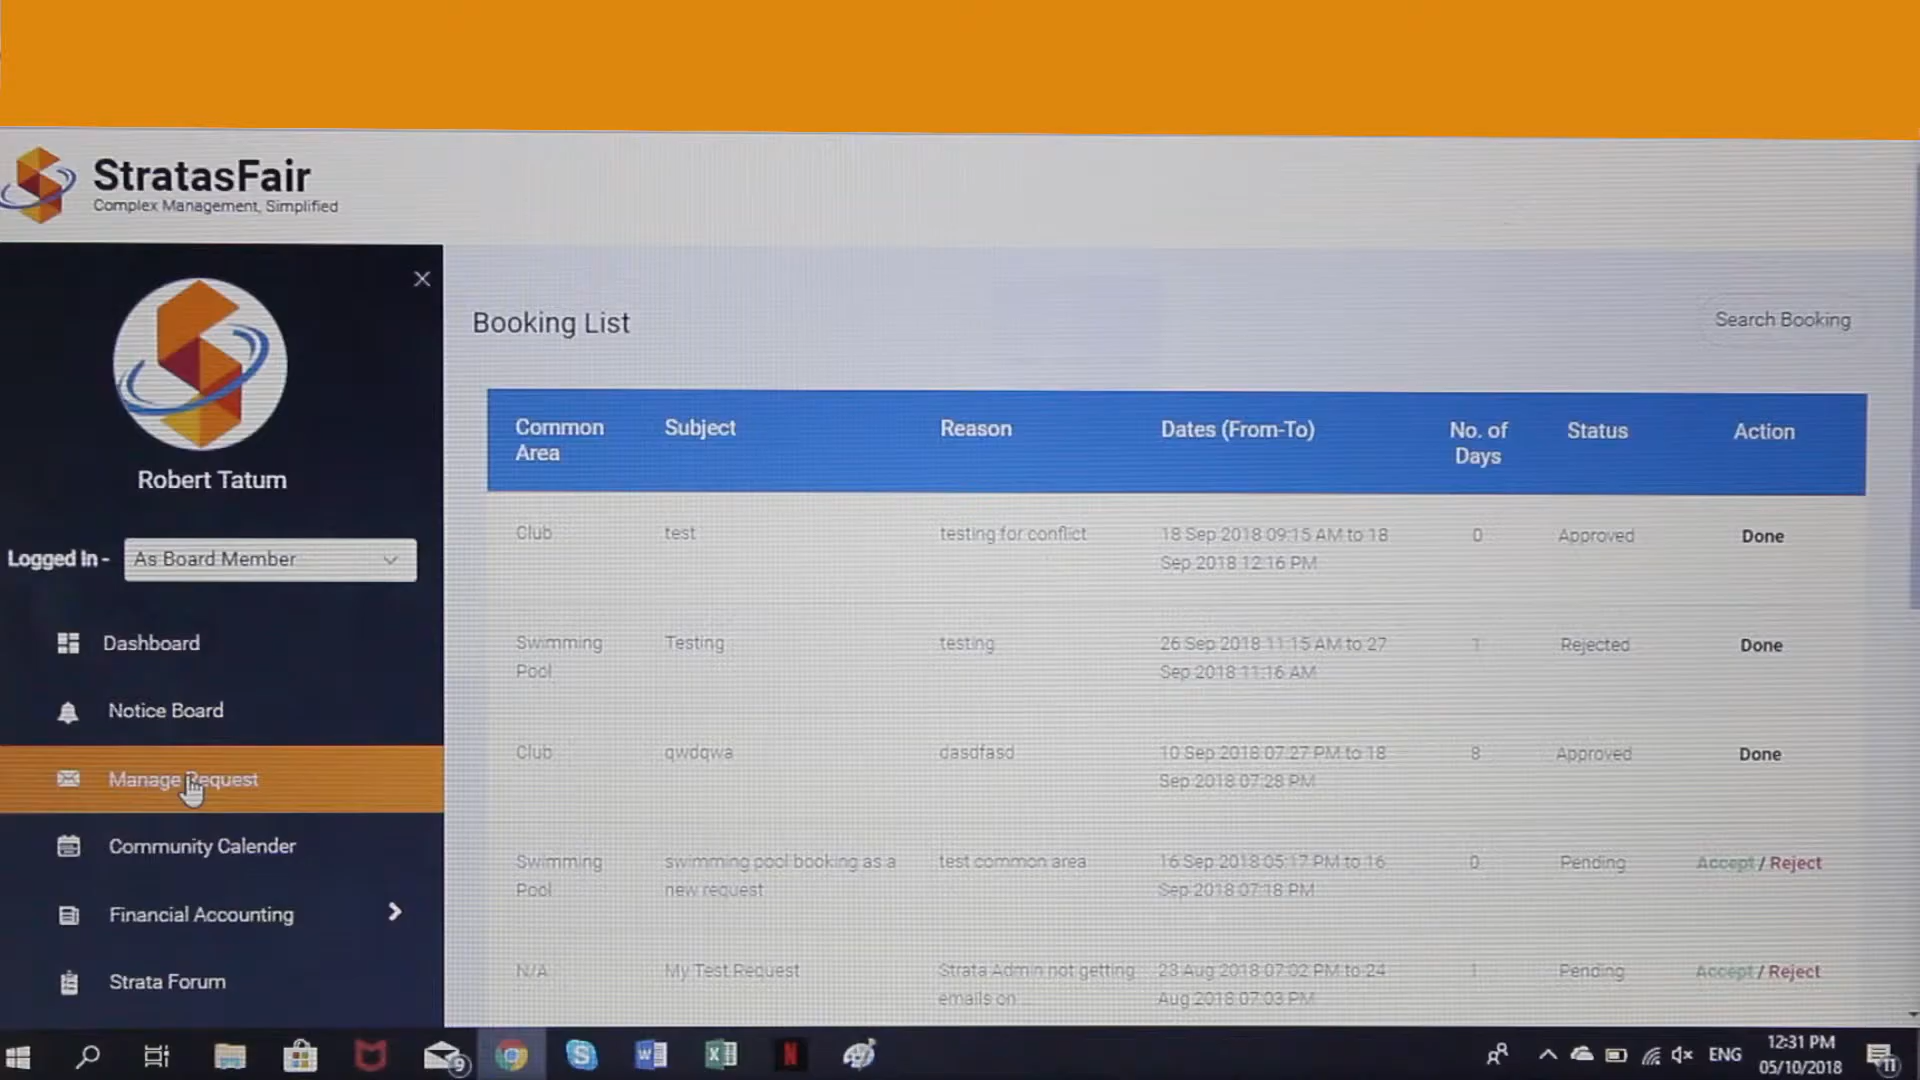 StratasFair
Complex Management, Simplified
Robert Tatum
Logged In - As Board Member
Dashboard
Notice Board
Manage Request
Community Calender
Financial Accounting
Strata Forum
Booking List
Search Booking
Common Area Subject Reason Dates (From-To) No. of Days Status Action
Club test testing for conflict 18 Sep 2018 09:15 AM to 18 Sep 2018 12:16 PM 0 Approved Done
Swimming Pool Testing testing 26 Sep 2018 11:15 AM to 27 Sep 2018 11:16 AM 1 Rejected Done
Club qwdqwa dasdfasd 10 Sep 2018 07:27 PM to 18 Sep 2018 07:28 PM 8 Approved Done
Swimming Pool swimming pool booking as a new request test common area 16 Sep 2018 05:17 PM to 16 Sep 2018 07:18 PM 0 Pending Accept / Reject
N/A My Test Request Strata Admin not getting emails on ... 23 Aug 2018 07:02 PM to 24 Aug 2018 07:03 PM 1 Pending Accept / Reject
9
W
X
N
ENG
12:31 PM
05/10/2018
11